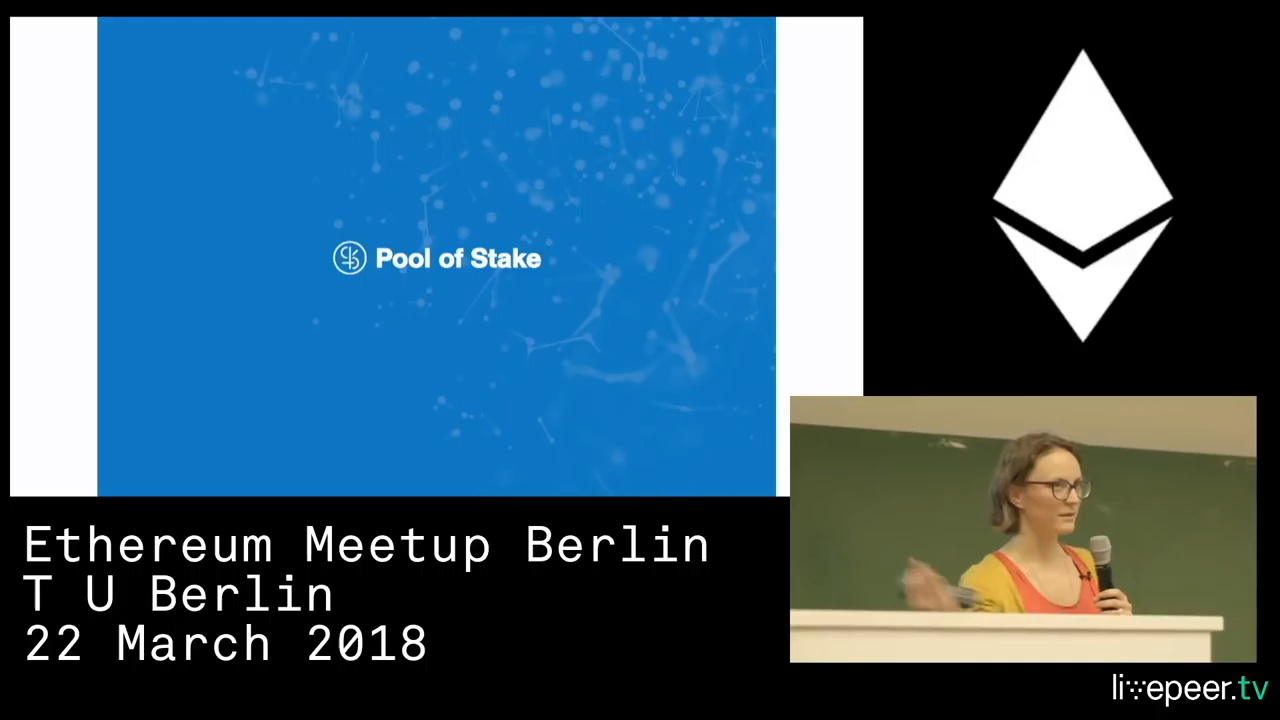 Pool of Stake
Ethereum Meetup Berlin
T U Berlin
22 March 2018
livepeer.tv